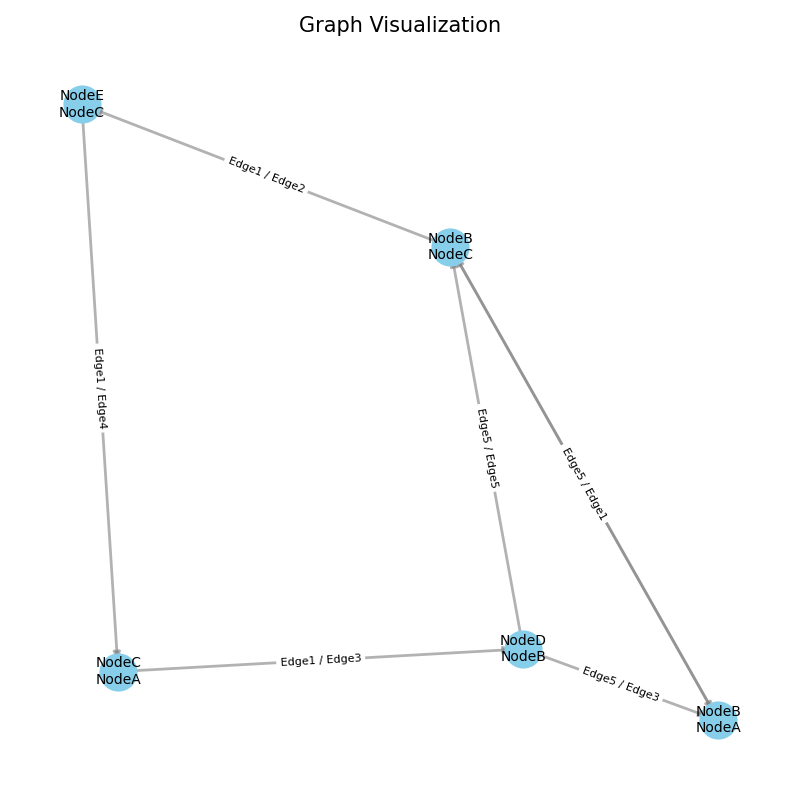 Graph Visualization
NodeE
NodeC
Edge1 / Edge2
NodeB
NodeC
Edge1 / Edge4
Edge5 / Edge5
Edge5 / Edge1
NodeC
NodeA
Edge1 / Edge3
NodeD
NodeB
Edge5 / Edge3
NodeB
NodeA